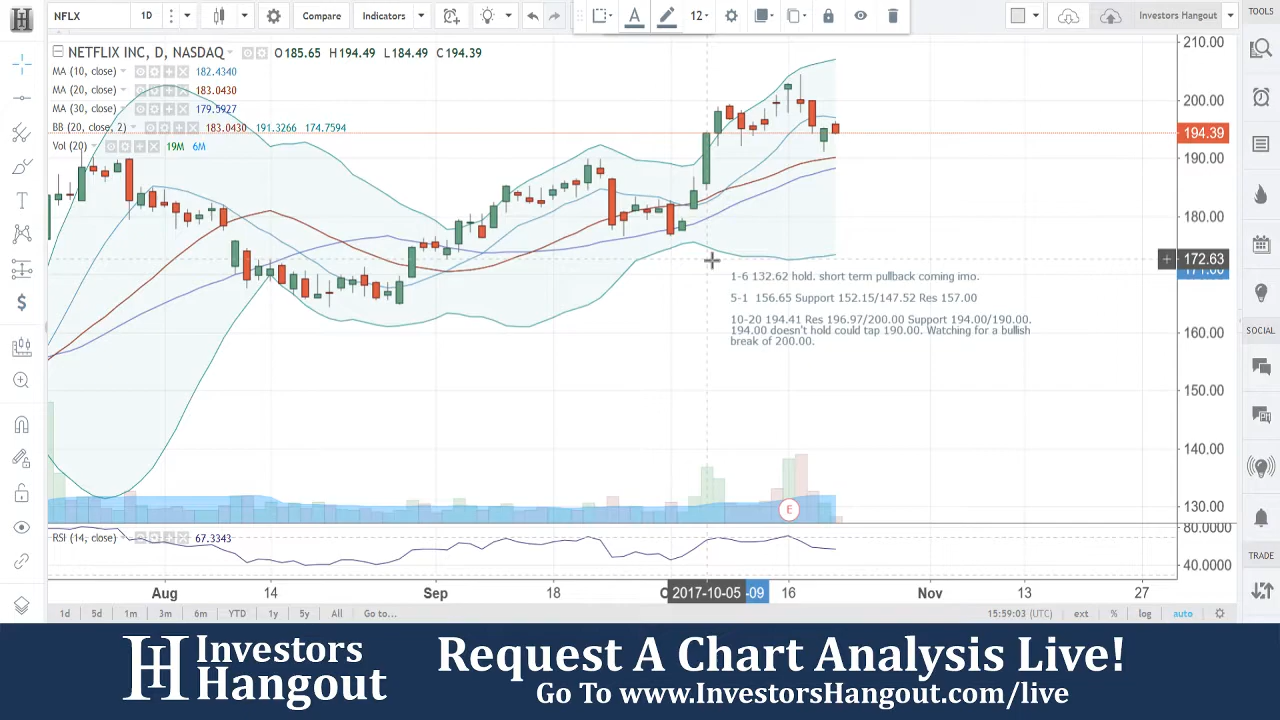 NFLX 1D Compare Indicators 12 Investors Hangout TOOLS
NETFLIX INC, D, NASDAQ O185.65 H194.49 L184.49 C194.39
MA (10, close) 182.4340
MA (20, close) 183.0430
MA (30, close) 179.5927
BB (20, close, 2) 183.0430 191.3266 174.7594
Vol (20) 19M 6M
210.00
200.00
194.39
190.00
180.00
172.63
160.00
150.00
140.00
130.00
1-6 132.62 hold. short term pullback coming imo.
5-1 156.65 Support 152.15/147.52 Res 157.00
10-20 194.41 Res 196.97/200.00 Support 194.00/190.00.
194.00 doesn't hold could tap 190.00. Watching for a bullish
break of 200.00.
SOCIAL
E
RSI (14, close) 67.3343
80.0000
40.0000
TRADE
Aug 14 Sep 18 2017-10-05 -09 16 Nov 13 27
1d 5d 1m 3m 6m YTD 1y 5y All Go to... 15:59:03 (UTC) ext % log auto
Investors
Hangout
Request A Chart Analysis Live!
Go To www.InvestorsHangout.com/live